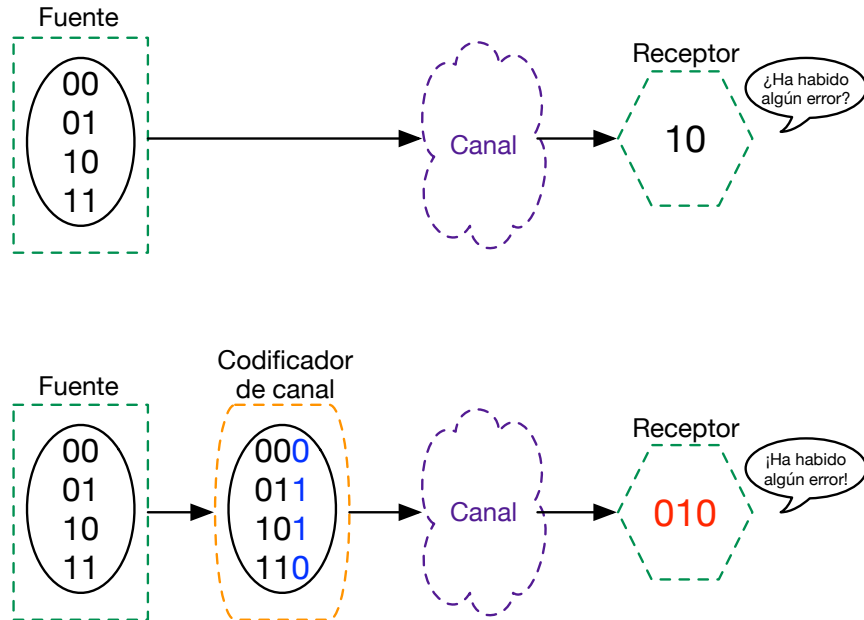 Fuente
00
01
10
11
Canal
Receptor
10
¿Ha habido
algún error?
Fuente
00
01
10
11
Codificador
de canal
000
011
101
110
Canal
Receptor
010
¡Ha habido
algún error!